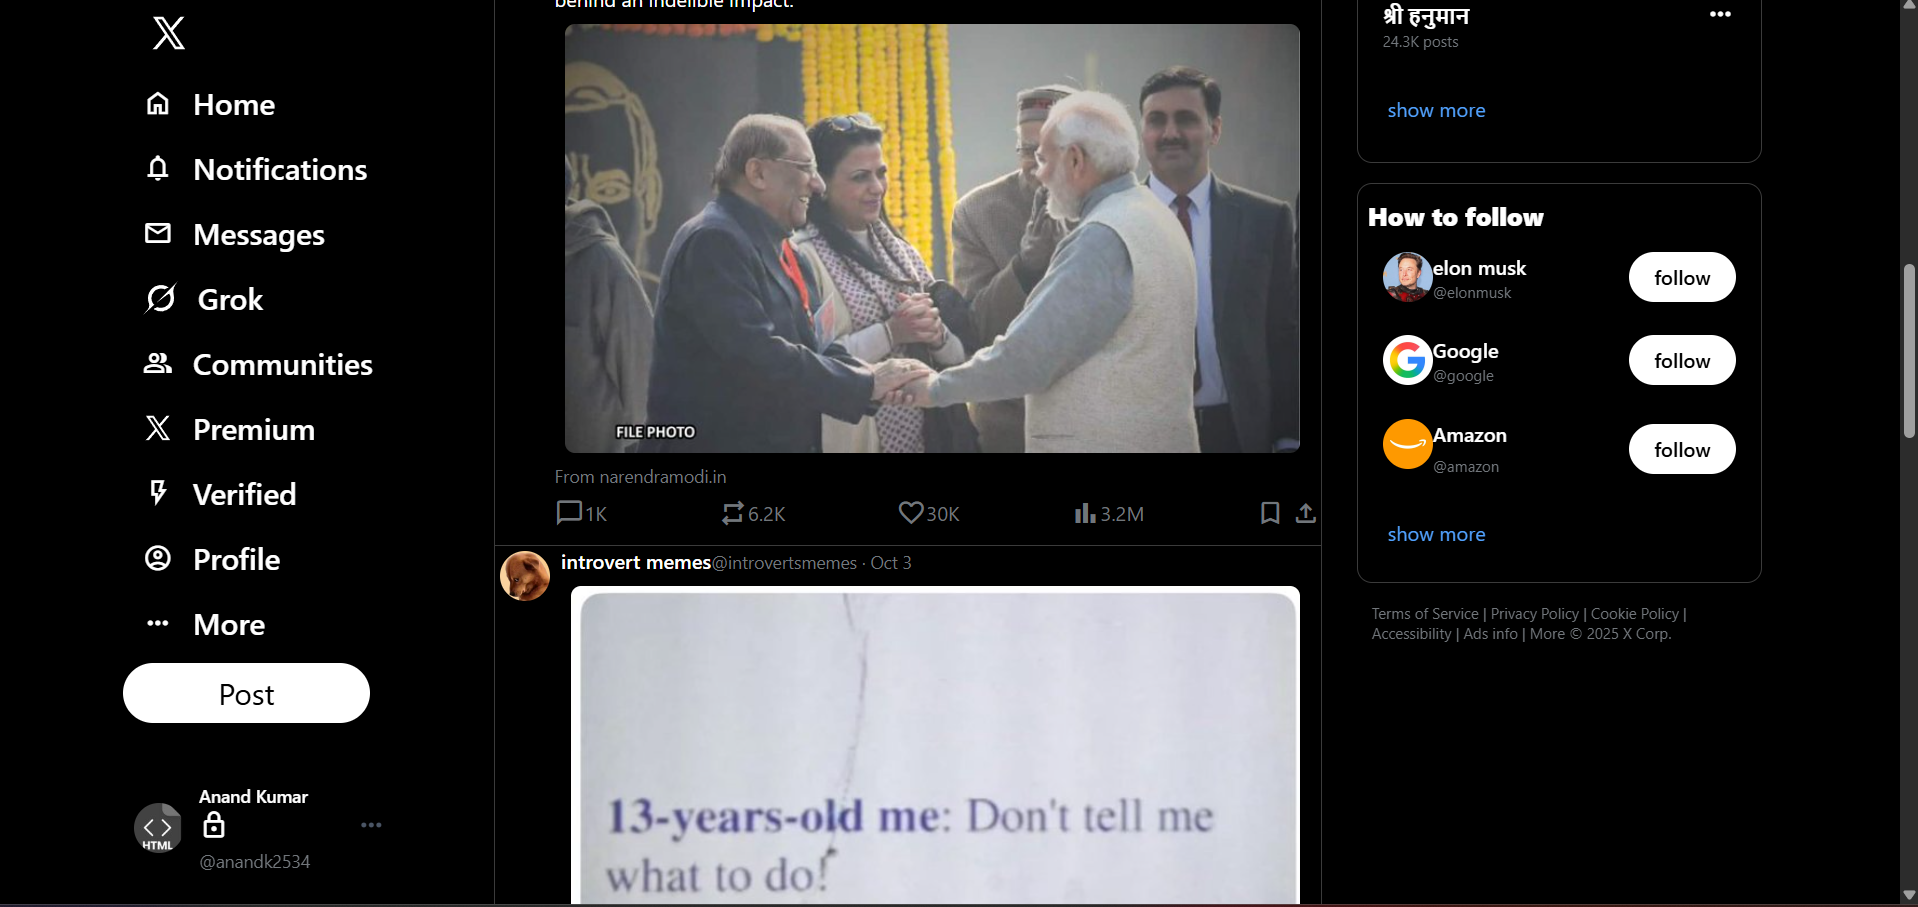 Home
Notifications
Messages
Grok
Communities
Premium
Verified
Profile
More
Post
Anand Kumar
@anandk2534
HTML
behind an indelible impact.
FILE PHOTO
From narendramodi.in
1K 6.2K 30K 3.2M
introvert memes@introvertsmemes · Oct 3
13-years-old me: Don't tell me
what to do!
श्री हनुमान
24.3K posts
show more
How to follow
elon musk
@elonmusk
follow
Google
@google
follow
Amazon
@amazon
follow
show more
Terms of Service | Privacy Policy | Cookie Policy |
Accessibility | Ads info | More © 2025 X Corp.